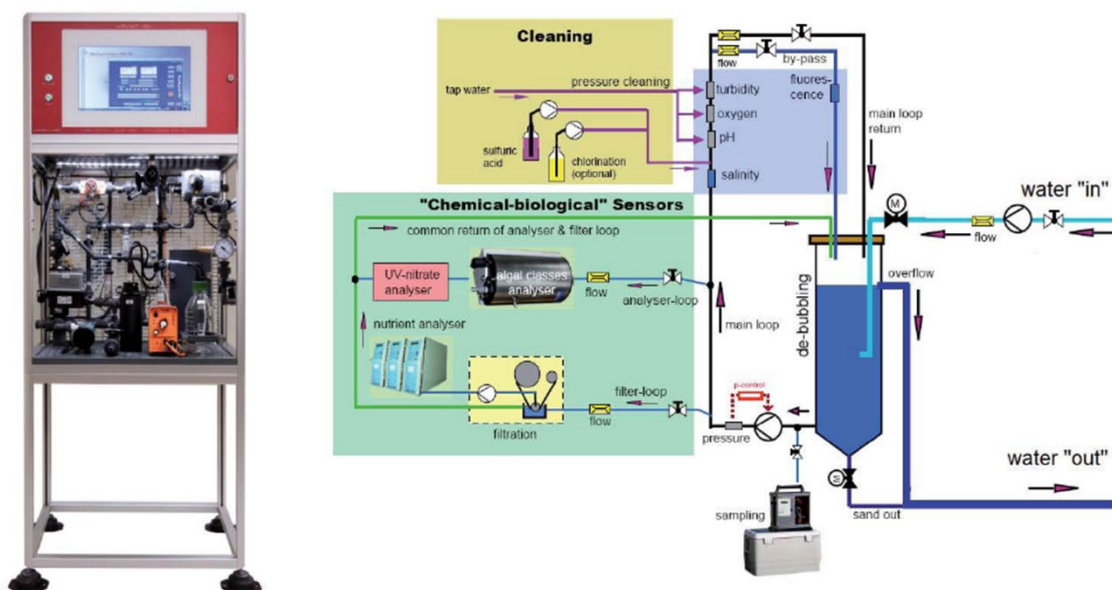 Cleaning
tap water
pressure cleaning
sulfuric
acid
chlorination
(optional)
flow
by-pass
turbidity
oxygen
pH
salinity
fluores-
cence
main loop
return
water "in"
M
flow
overflow
"Chemical-biological" Sensors
common return of analyser & filter loop
UV-nitrate
analyser
algal classes
analyser
flow
analyser-loop
nutrient analyser
main loop
de-bubbling
filter-loop
filtration
flow
p-control
pressure
water "out"
M
sampling
sand out